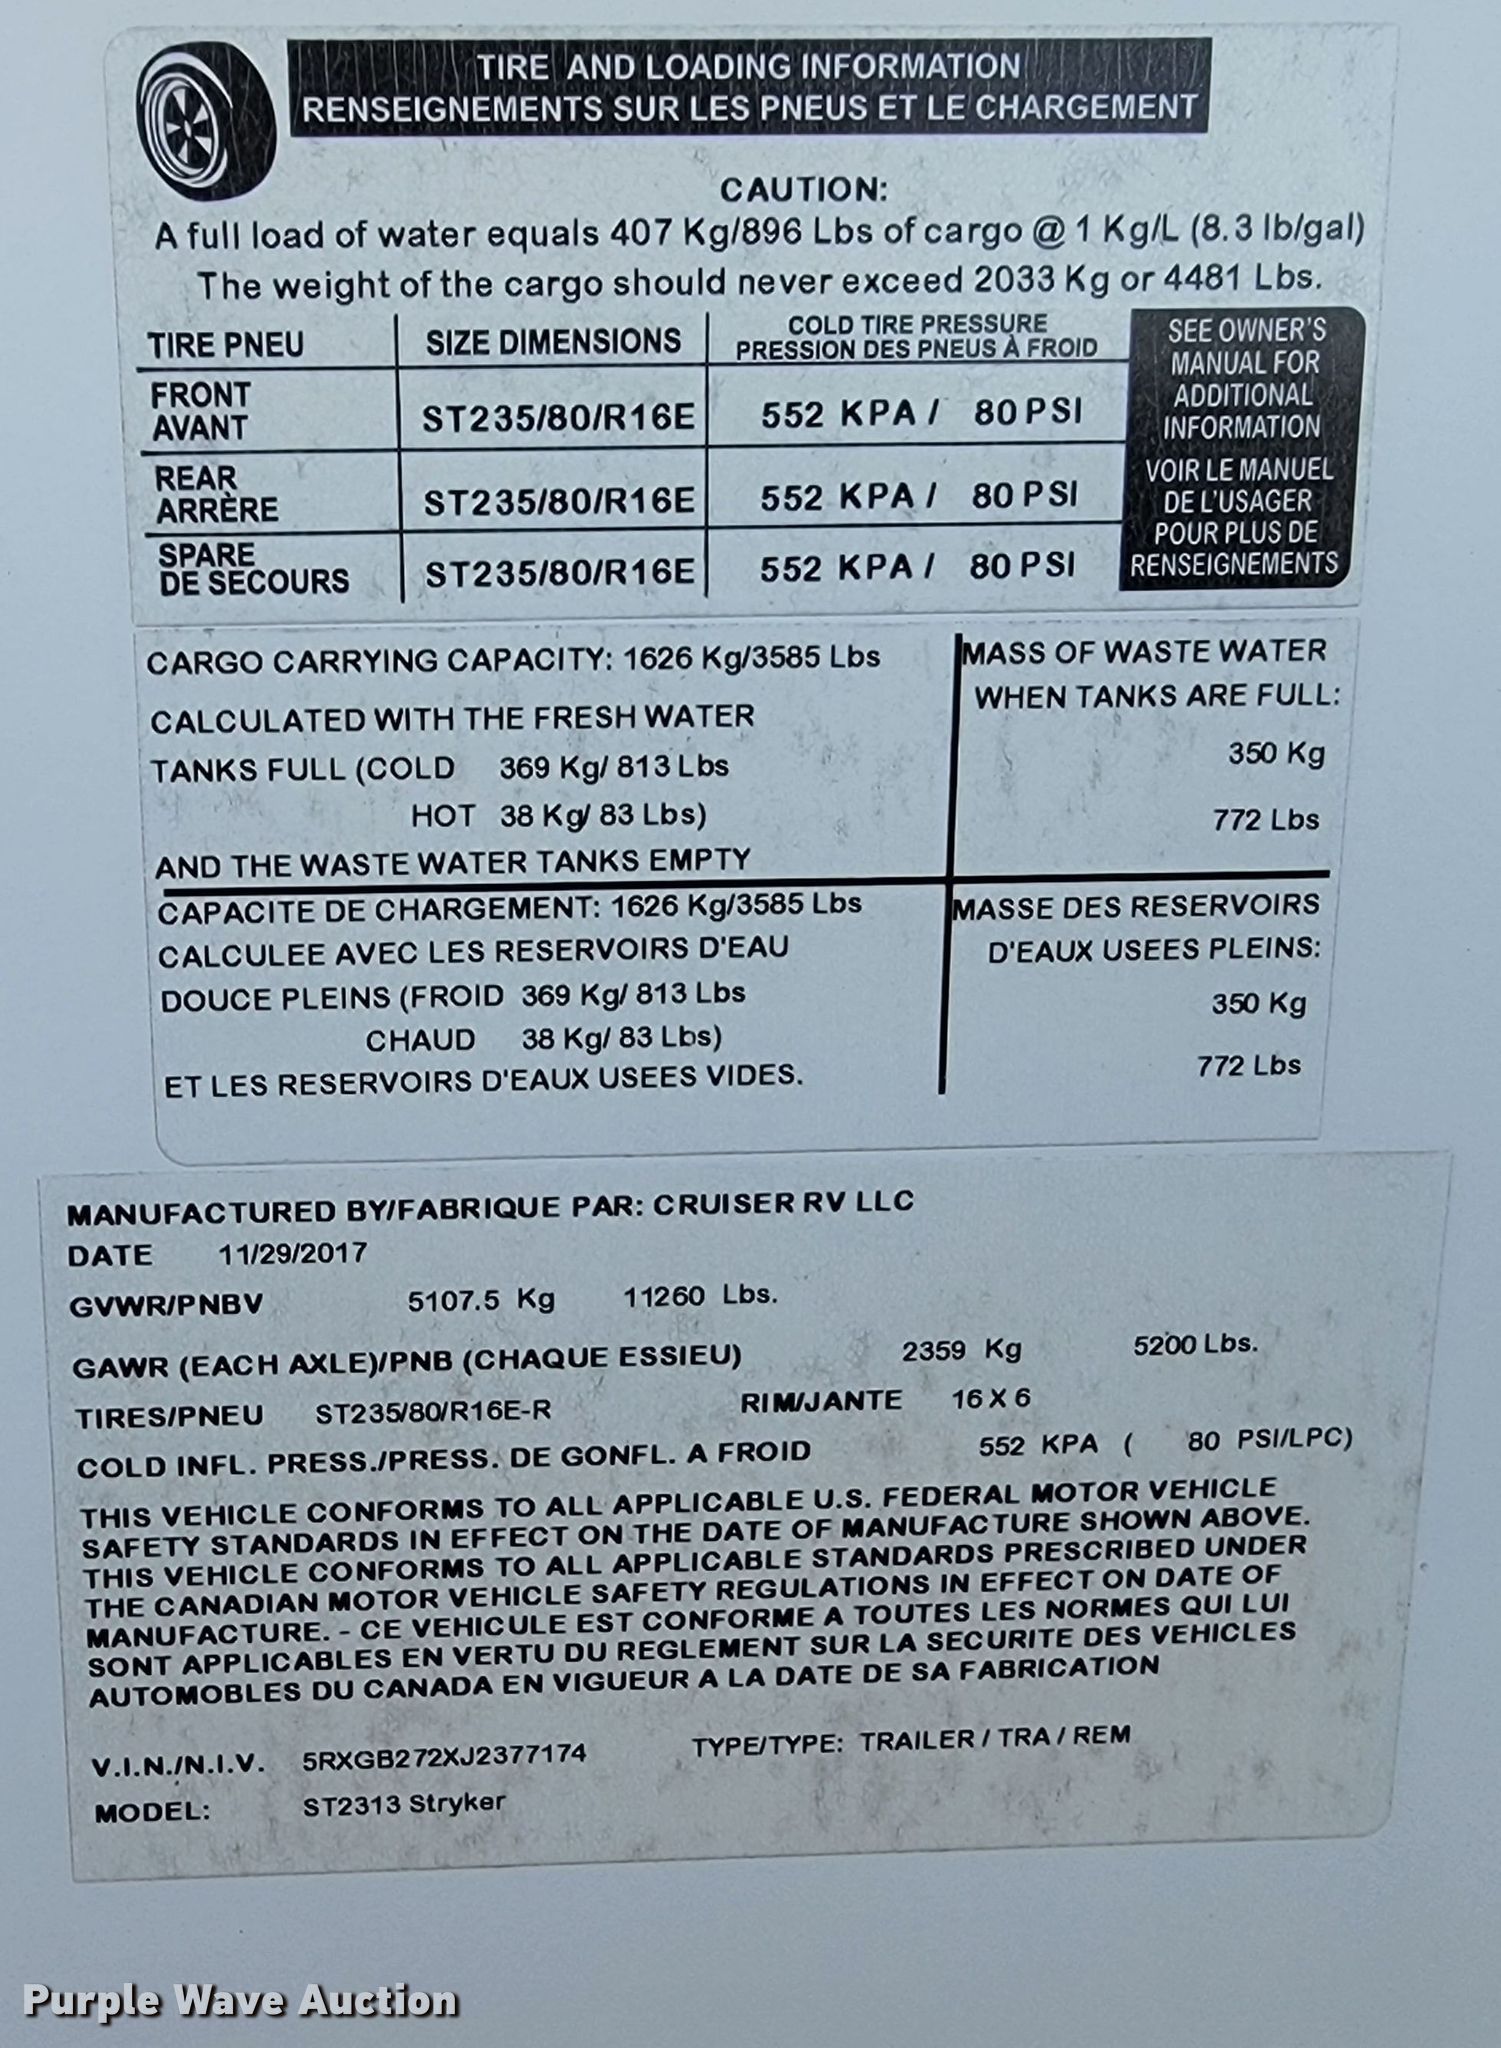 TIRE AND LOADING INFORMATION
RENSEIGNEMENTS SUR LES PNEUS ET LE CHARGEMENT
CAUTION:
A full load of water equals 407 Kg/896 Lbs of cargo @ 1 Kg/L (8.3 lb/gal)
The weight of the cargo should never exceed 2033 Kg or 4481 Lbs.
TIRE PNEU SIZE DIMENSIONS COLD TIRE PRESSURE
PRESSION DES PNEUS À FROID
FRONT
AVANT ST235/80/R16E 552 KPA / 80 PSI
REAR
ARRÈRE ST235/80/R16E 552 KPA / 80 PSI
SPARE
DE SECOURS ST235/80/R16E 552 KPA / 80 PSI
SEE OWNER'S
MANUAL FOR
ADDITIONAL
INFORMATION
VOIR LE MANUEL
DE L'USAGER
POUR PLUS DE
RENSEIGNEMENTS
CARGO CARRYING CAPACITY: 1626 Kg/3585 Lbs
CALCULATED WITH THE FRESH WATER
TANKS FULL (COLD 369 Kg/ 813 Lbs
HOT 38 Kg/ 83 Lbs)
AND THE WASTE WATER TANKS EMPTY
MASS OF WASTE WATER
WHEN TANKS ARE FULL:
350 Kg
772 Lbs
CAPACITE DE CHARGEMENT: 1626 Kg/3585 Lbs
CALCULEE AVEC LES RESERVOIRS D'EAU
DOUCE PLEINS (FROID 369 Kg/ 813 Lbs
CHAUD 38 Kg/ 83 Lbs)
ET LES RESERVOIRS D'EAUX USEES VIDES.
MASSE DES RESERVOIRS
D'EAUX USEES PLEINS:
350 Kg
772 Lbs
MANUFACTURED BY/FABRIQUE PAR: CRUISER RV LLC
DATE 11/29/2017
GVWR/PNBV 5107.5 Kg 11260 Lbs.
GAWR (EACH AXLE)/PNB (CHAQUE ESSIEU) 2359 Kg 5200 Lbs.
TIRES/PNEU ST235/80/R16E-R RIM/JANTE 16 X 6
COLD INFL. PRESS./PRESS. DE GONFL. A FROID 552 KPA ( 80 PSI/LPC)
THIS VEHICLE CONFORMS TO ALL APPLICABLE U.S. FEDERAL MOTOR VEHICLE
SAFETY STANDARDS IN EFFECT ON THE DATE OF MANUFACTURE SHOWN ABOVE.
THIS VEHICLE CONFORMS TO ALL APPLICABLE STANDARDS PRESCRIBED UNDER
THE CANADIAN MOTOR VEHICLE SAFETY REGULATIONS IN EFFECT ON DATE OF
MANUFACTURE. - CE VEHICULE EST CONFORME A TOUTES LES NORMES QUI LUI
SONT APPLICABLES EN VERTU DU REGLEMENT SUR LA SECURITE DES VEHICLES
AUTOMOBLES DU CANADA EN VIGUEUR A LA DATE DE SA FABRICATION
V.I.N./N.I.V. 5RXGB272XJ2377174 TYPE/TYPE: TRAILER / TRA / REM
MODEL: ST2313 Stryker
Purple Wave Auction